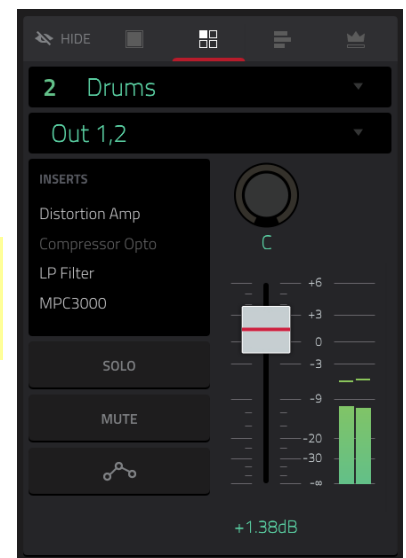 HIDE
2 Drums
Out 1,2
INSERTS
Distortion Amp
Compressor Opto
LP Filter
MPC3000
C
+6
+3
0
-3
-9
-20
-30
-∞
SOLO
MUTE
+1.38dB